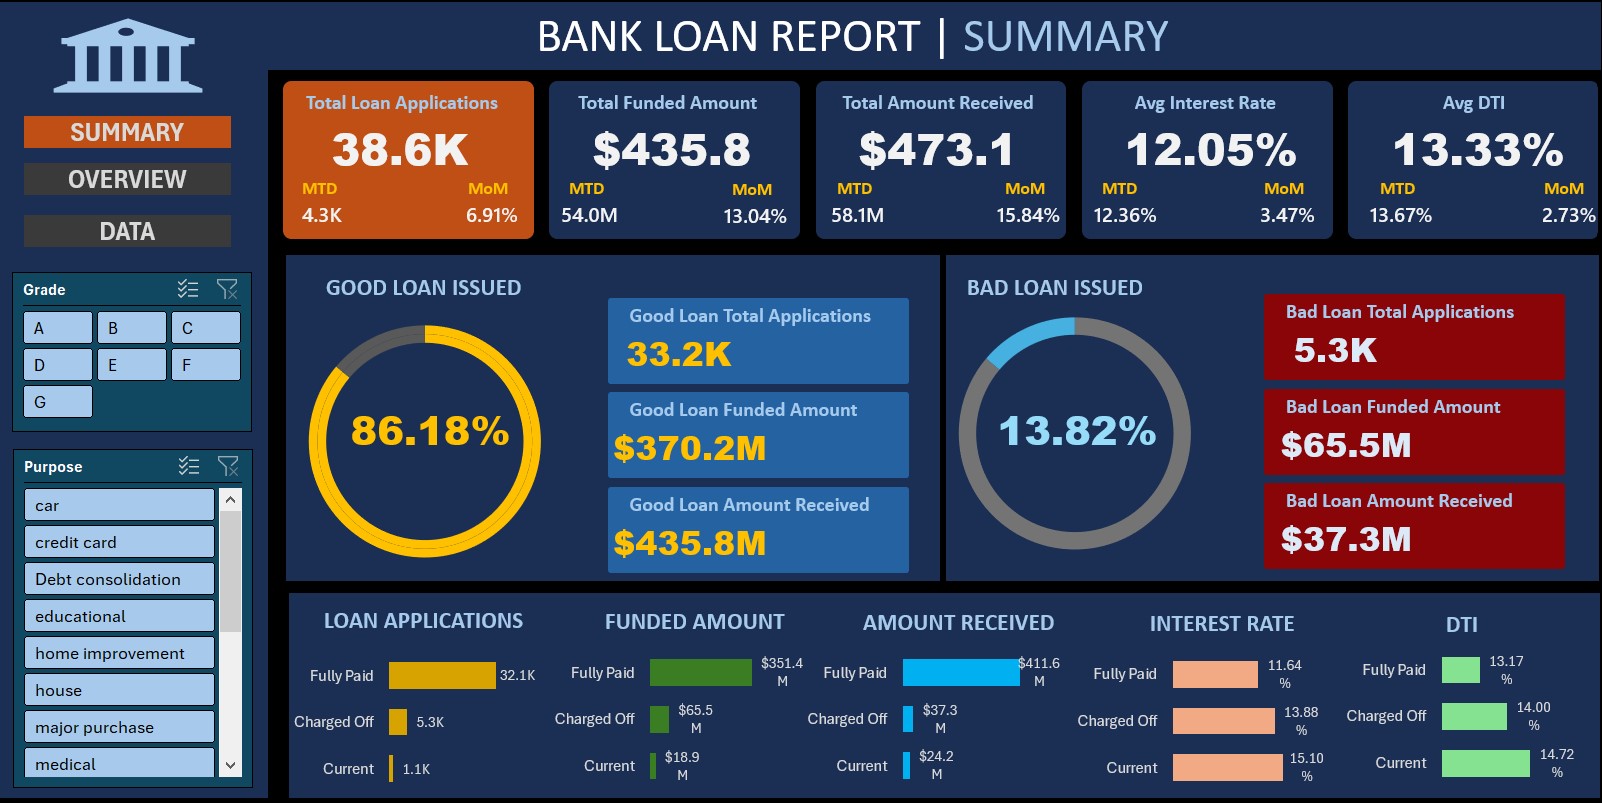 BANK LOAN REPORT | SUMMARY
SUMMARY
OVERVIEW
DATA
Grade
A
B
C
D
E
F
G
Purpose
car
credit card
Debt consolidation
educational
home improvement
house
major purchase
medical
Total Loan Applications
38.6K
MTD
MoM
4.3K
6.91%
Total Funded Amount
$435.8
MTD
MoM
54.0M
13.04%
Total Amount Received
$473.1
MTD
MoM
58.1M
15.84%
Avg Interest Rate
12.05%
MTD
MoM
12.36%
3.47%
Avg DTI
13.33%
MTD
MoM
13.67%
2.73%
GOOD LOAN ISSUED
86.18%
Good Loan Total Applications
33.2K
Good Loan Funded Amount
$370.2M
Good Loan Amount Received
$435.8M
BAD LOAN ISSUED
13.82%
Bad Loan Total Applications
5.3K
Bad Loan Funded Amount
$65.5M
Bad Loan Amount Received
$37.3M
LOAN APPLICATIONS
Fully Paid
32.1K
Charged Off
5.3K
Current
1.1K
FUNDED AMOUNT
Fully Paid
$351.4
M
Charged Off
$65.5
M
Current
$18.9
M
AMOUNT RECEIVED
Fully Paid
$411.6
M
Charged Off
$37.3
M
Current
$24.2
M
INTEREST RATE
Fully Paid
11.64
%
Charged Off
13.88
%
Current
15.10
%
DTI
Fully Paid
13.17
%
Charged Off
14.00
%
Current
14.72
%